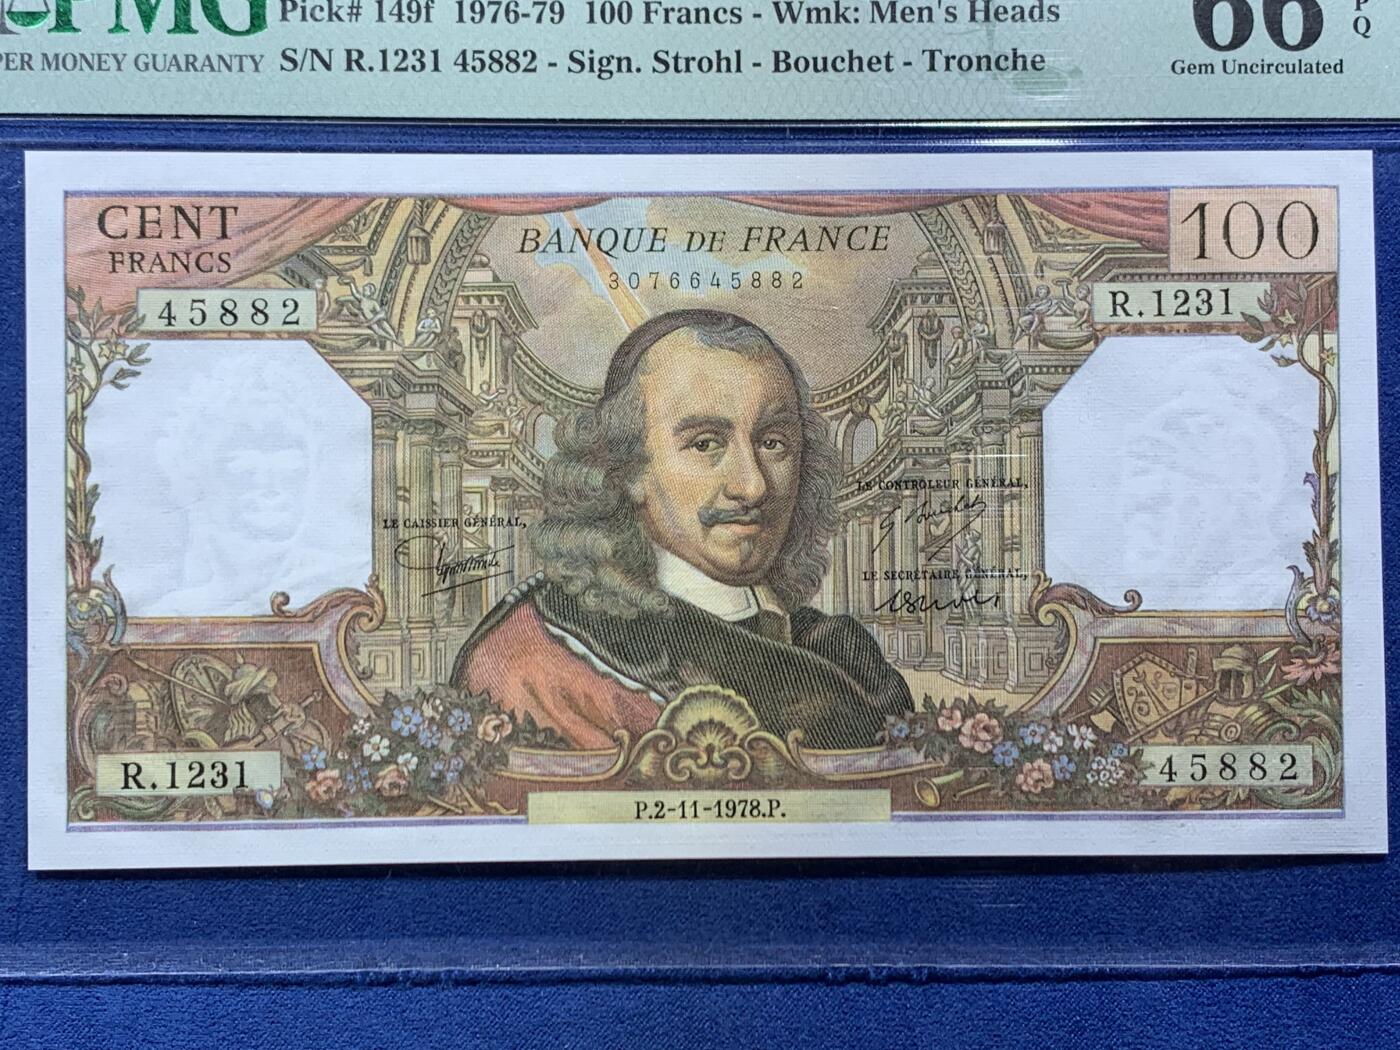 PMG
Pick# 149f 1976-79 100 Francs - Wmk: Men's Heads
66 PQ
PER MONEY GUARANTY
S/N R.1231 45882 - Sign. Strohl - Bouchet - Tronche
Gem Uncirculated
CENT
FRANCS
BANQUE DE FRANCE
100
3076645882
45882
R.1231
LE CONTROLEUR GÉNÉRAL,
LE CAISSIER GÉNÉRAL,
LE SECRÉTAIRE GÉNÉRAL,
R.1231
45882
P.2-11-1978.P.